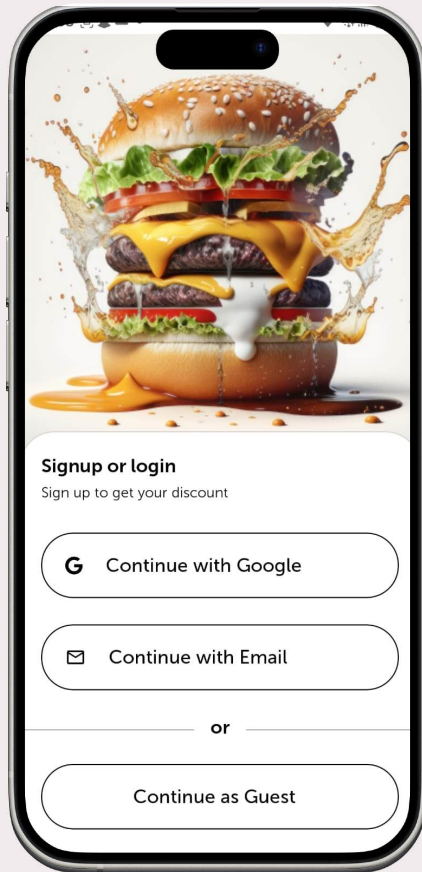 Signup or login
Sign up to get your discount
G Continue with Google
Continue with Email
or
Continue as Guest